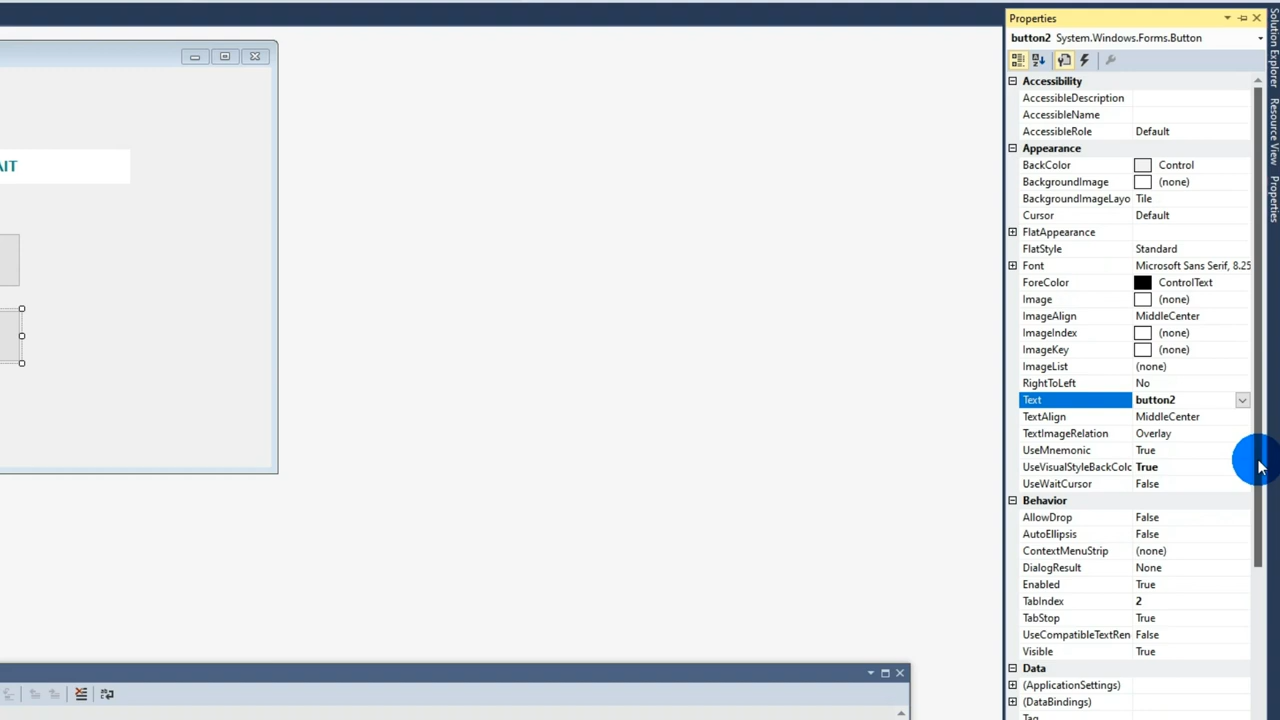 Properties
button2 System.Windows.Forms.Button
Accessibility
AccessibleDescription
AccessibleName
AccessibleRole Default
Appearance
BackColor Control
BackgroundImage (none)
BackgroundImageLayo Tile
Cursor Default
FlatAppearance
FlatStyle Standard
Font Microsoft Sans Serif, 8.25
ForeColor ControlText
Image (none)
ImageAlign MiddleCenter
ImageIndex (none)
ImageKey (none)
ImageList (none)
RightToLeft No
Text button2
TextAlign MiddleCenter
TextImageRelation Overlay
UseMnemonic True
UseVisualStyleBackColo True
UseWaitCursor False
Behavior
AllowDrop False
AutoEllipsis False
ContextMenuStrip (none)
DialogResult None
Enabled True
TabIndex 2
TabStop True
UseCompatibleTextRen False
Visible True
Data
(ApplicationSettings)
(DataBindings)
Tag
AIT
Solution Explorer
Resource View
Properties